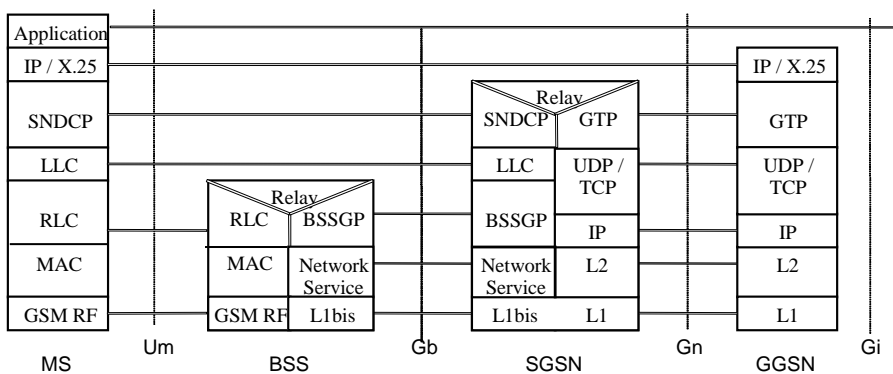 Application
IP / X.25
IP / X.25
Relay
SNDCP
SNDCP
GTP
GTP
LLC
LLC
UDP /
TCP
UDP /
TCP
Relay
RLC
RLC
BSSGP
BSSGP
IP
IP
MAC
MAC
Network
Service
Network
Service
L2
L2
GSM RF
GSM RF
L1bis
L1bis
L1
L1
Um
Gb
Gn
Gi
MS
BSS
SGSN
GGSN